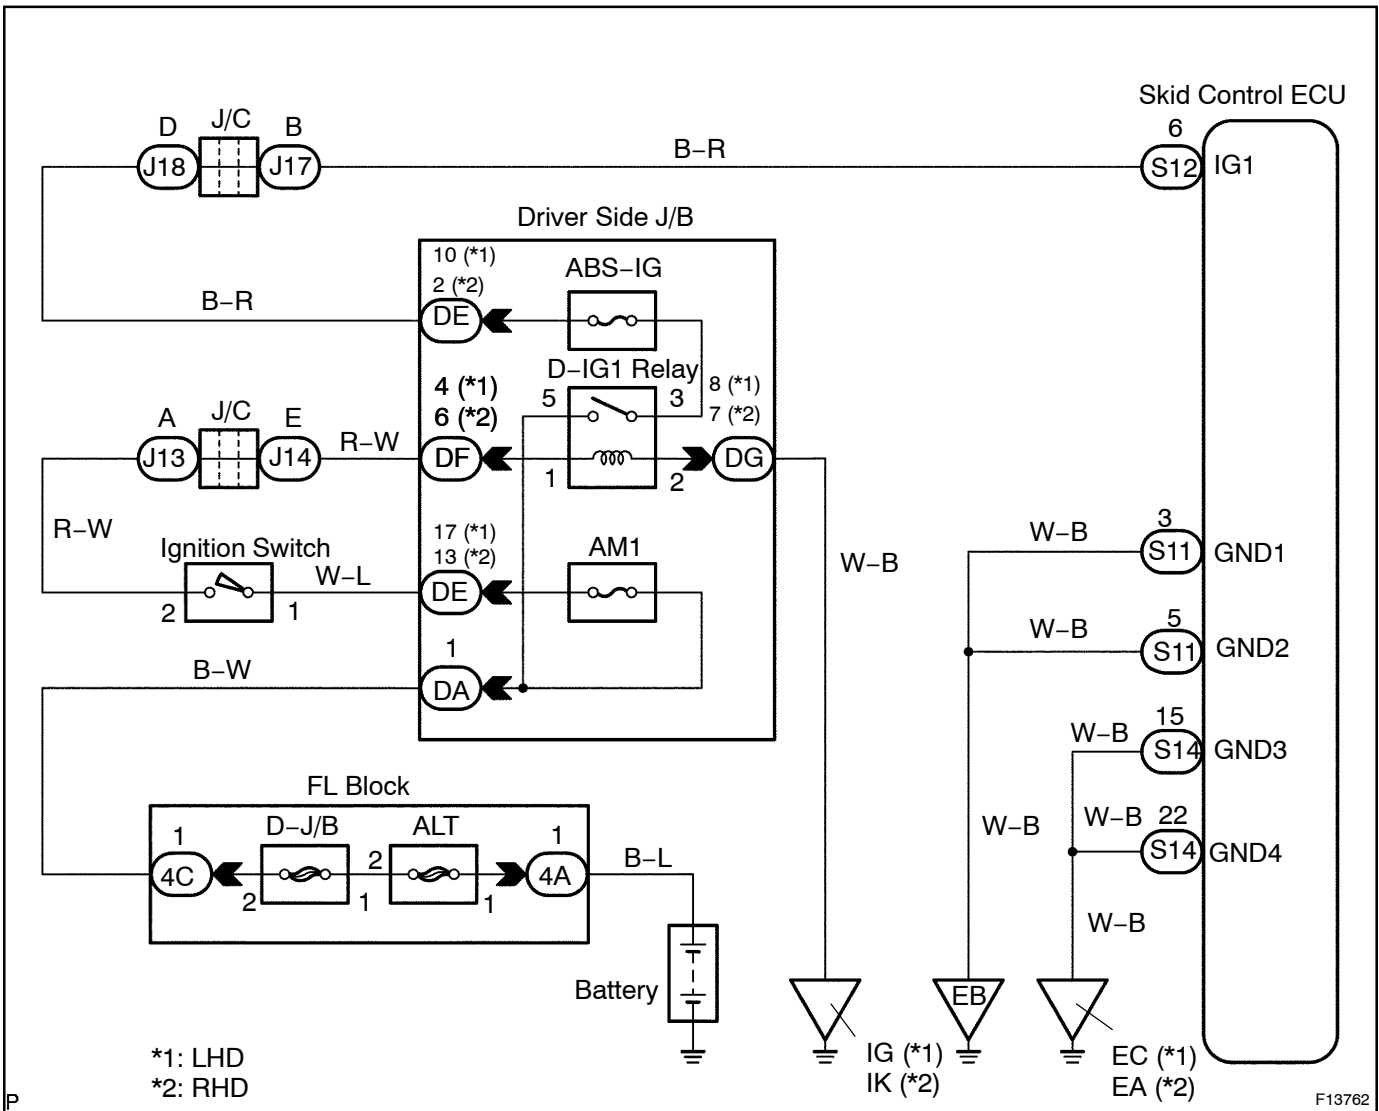 Skid Control ECU
D J/C B
6
J18 J17
B−R
S12 IG1
Driver Side J/B
10 (*1)
2 (*2)
ABS−IG
B−R
DE
D−IG1 Relay
4 (*1)
6 (*2)
5 3
8 (*1)
7 (*2)
A J/C E
J13 J14
R−W
DF
DG
1 2
R−W
17 (*1)
13 (*2)
Ignition Switch
W−L
AM1
DE
2 1
W−B
3
W−B
S11 GND1
5
W−B
S11 GND2
1
B−W
DA
15
W−B
S14 GND3
22
W−B
S14 GND4
W−B
W−B
FL Block
1 D−J/B ALT 1
4C 2 4A
2 1 1
B−L
Battery
EB
IG (*1)
IK (*2)
EC (*1)
EA (*2)
*1: LHD
*2: RHD
P
F13762